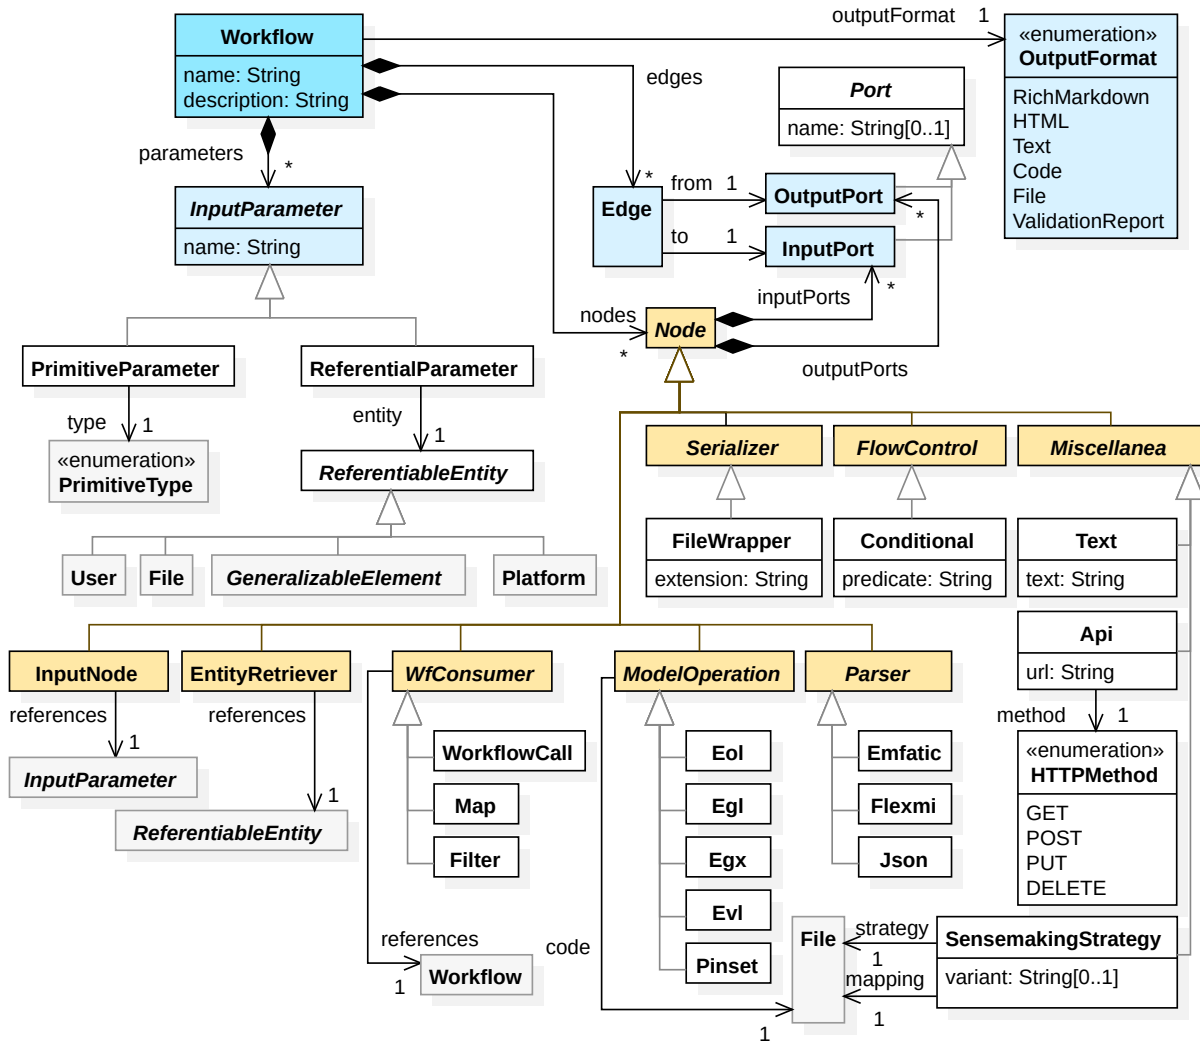 outputFormat 1
Workflow
name: String
description: String
«enumeration»
OutputFormat
RichMarkdown
HTML
Text
Code
File
ValidationReport
edges
*
Port
name: String[0..1]
parameters
*
InputParameter
name: String
Edge
from 1
OutputPort
*
to 1
InputPort
inputPorts
*
nodes
*
Node
outputPorts
PrimitiveParameter
ReferentialParameter
type
1
entity
1
«enumeration»
PrimitiveType
ReferentiableEntity
Serializer
FlowControl
Miscellanea
User
File
GeneralizableElement
Platform
FileWrapper
extension: String
Conditional
predicate: String
Text
text: String
Api
url: String
InputNode
EntityRetriever
WfConsumer
ModelOperation
Parser
references
1
references
1
method
1
InputParameter
ReferentiableEntity
WorkflowCall
Map
Filter
Eol
Egl
Egx
Evl
Pinset
Emfatic
Flexmi
Json
«enumeration»
HTTPMethod
GET
POST
PUT
DELETE
references
1
Workflow
code
1
File
strategy
1
mapping
1
SensemakingStrategy
variant: String[0..1]